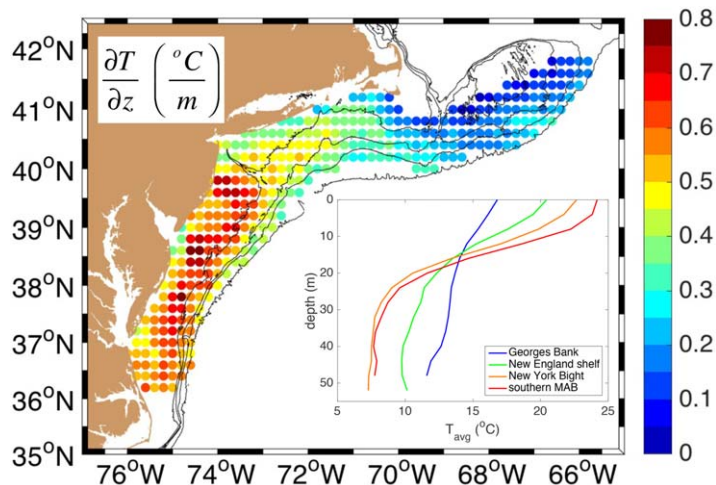 ∂T/∂z (°C/m)
42°N
41°N
40°N
39°N
38°N
37°N
36°N
35°N
76°W 74°W 72°W 70°W 68°W 66°W
0.8
0.7
0.6
0.5
0.4
0.3
0.2
0.1
0
depth (m)
0
10
20
30
40
50
5 10 15 20 25
T_avg (°C)
Georges Bank
New England shelf
New York Bight
southern MAB